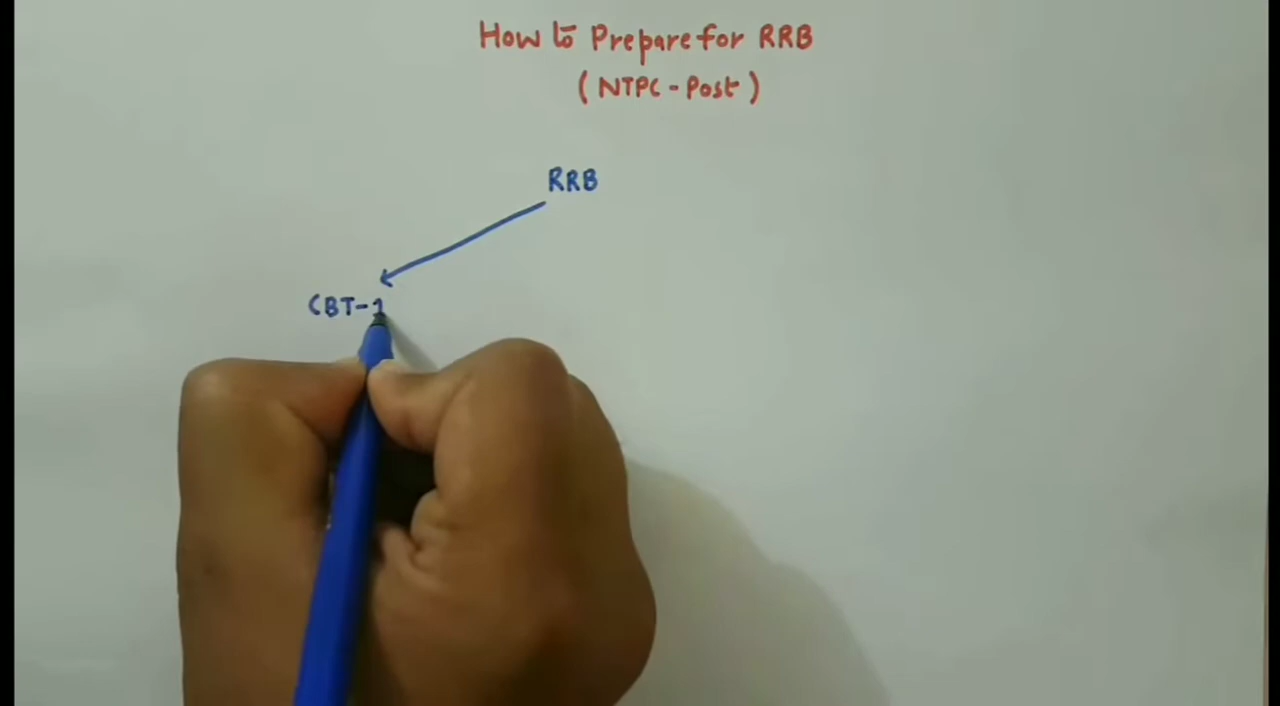 How to Prepare for RRB
(NTPC - Post)
RRB
CBT-1